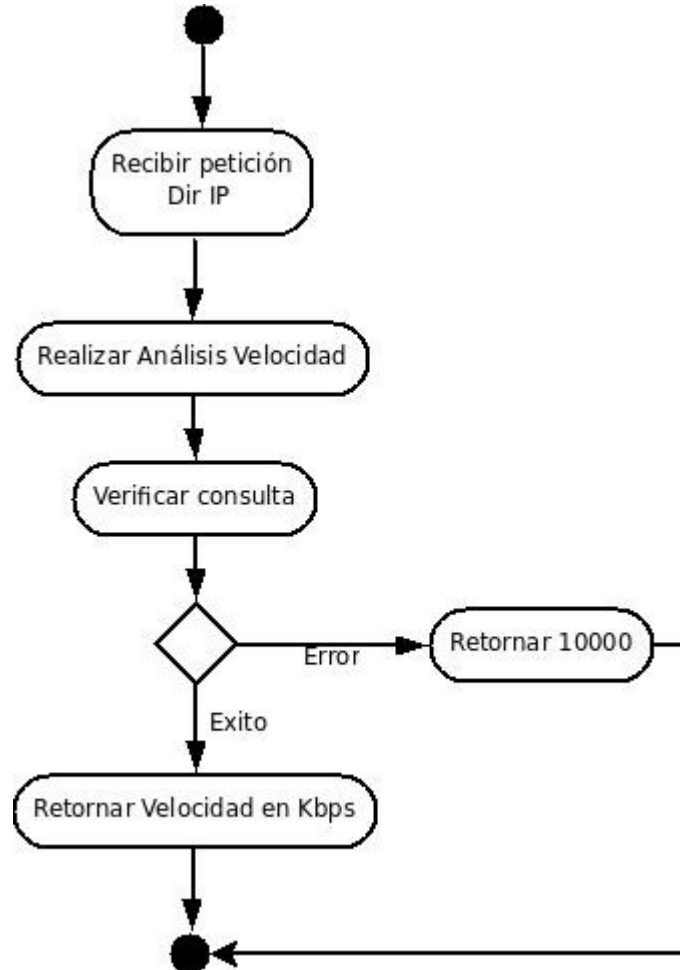 Recibir petición
Dir IP
Realizar Análisis Velocidad
Verificar consulta
Error
Retornar 10000
Exito
Retornar Velocidad en Kbps